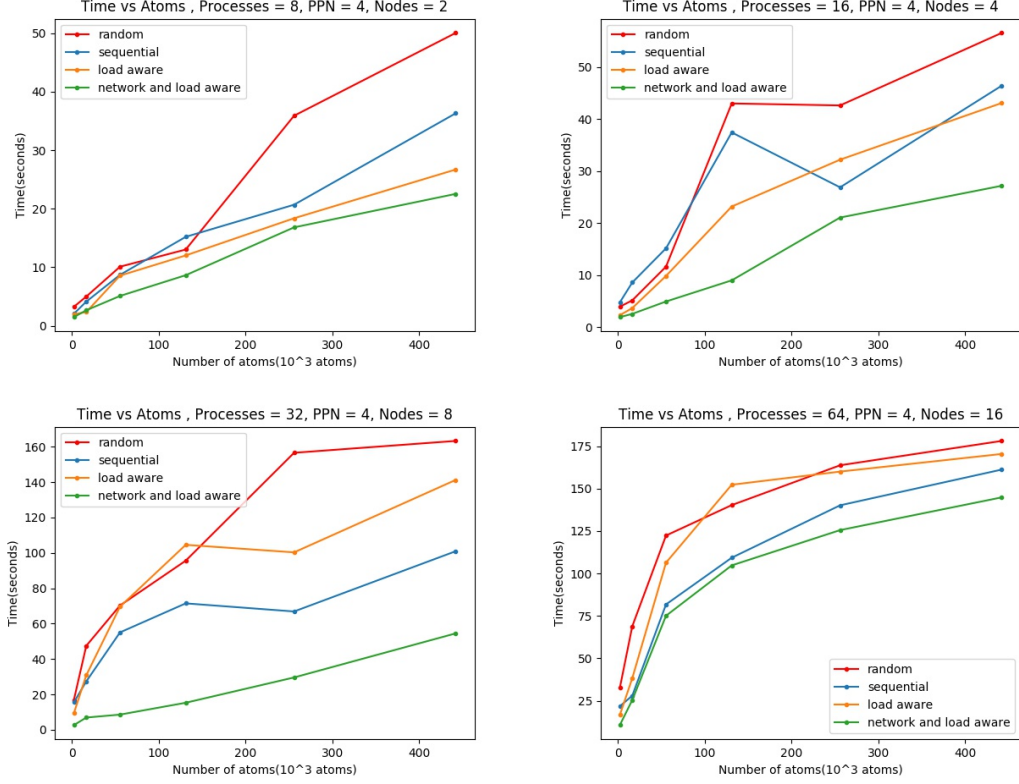 Time vs Atoms , Processes = 8, PPN = 4, Nodes = 2
random
sequential
load aware
network and load aware
Time(seconds)
50
40
30
20
10
0
0 100 200 300 400
Number of atoms(10^3 atoms)
Time vs Atoms , Processes = 16, PPN = 4, Nodes = 4
random
sequential
load aware
network and load aware
Time(seconds)
50
40
30
20
10
0
0 100 200 300 400
Number of atoms(10^3 atoms)
Time vs Atoms , Processes = 32, PPN = 4, Nodes = 8
random
sequential
load aware
network and load aware
Time(seconds)
160
140
120
100
80
60
40
20
0
0 100 200 300 400
Number of atoms(10^3 atoms)
Time vs Atoms , Processes = 64, PPN = 4, Nodes = 16
Time(seconds)
175
150
125
100
75
50
25
random
sequential
load aware
network and load aware
0 100 200 300 400
Number of atoms(10^3 atoms)